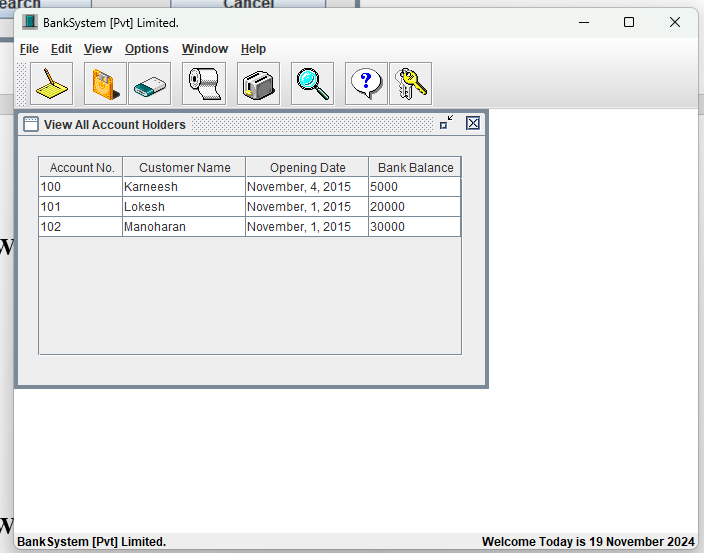 earch Cancel
BankSystem [Pvt] Limited.
File Edit View Options Window Help
?
View All Account Holders
Account No. Customer Name Opening Date Bank Balance
100 Karneesh November, 4, 2015 5000
101 Lokesh November, 1, 2015 20000
102 Manoharan November, 1, 2015 30000
W
W
BankSystem [Pvt] Limited. Welcome Today is 19 November 2024